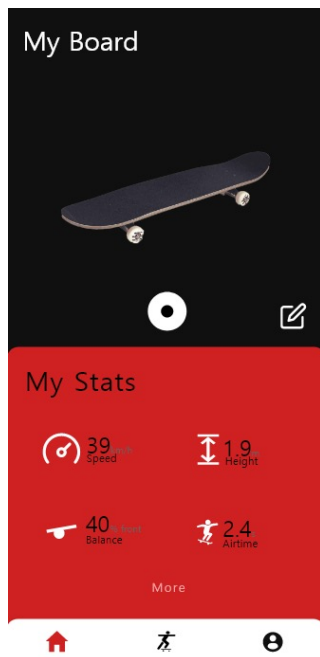 My Board
My Stats
39
Speed
1.9
Height
40
Balance
2.4
Airtime
More